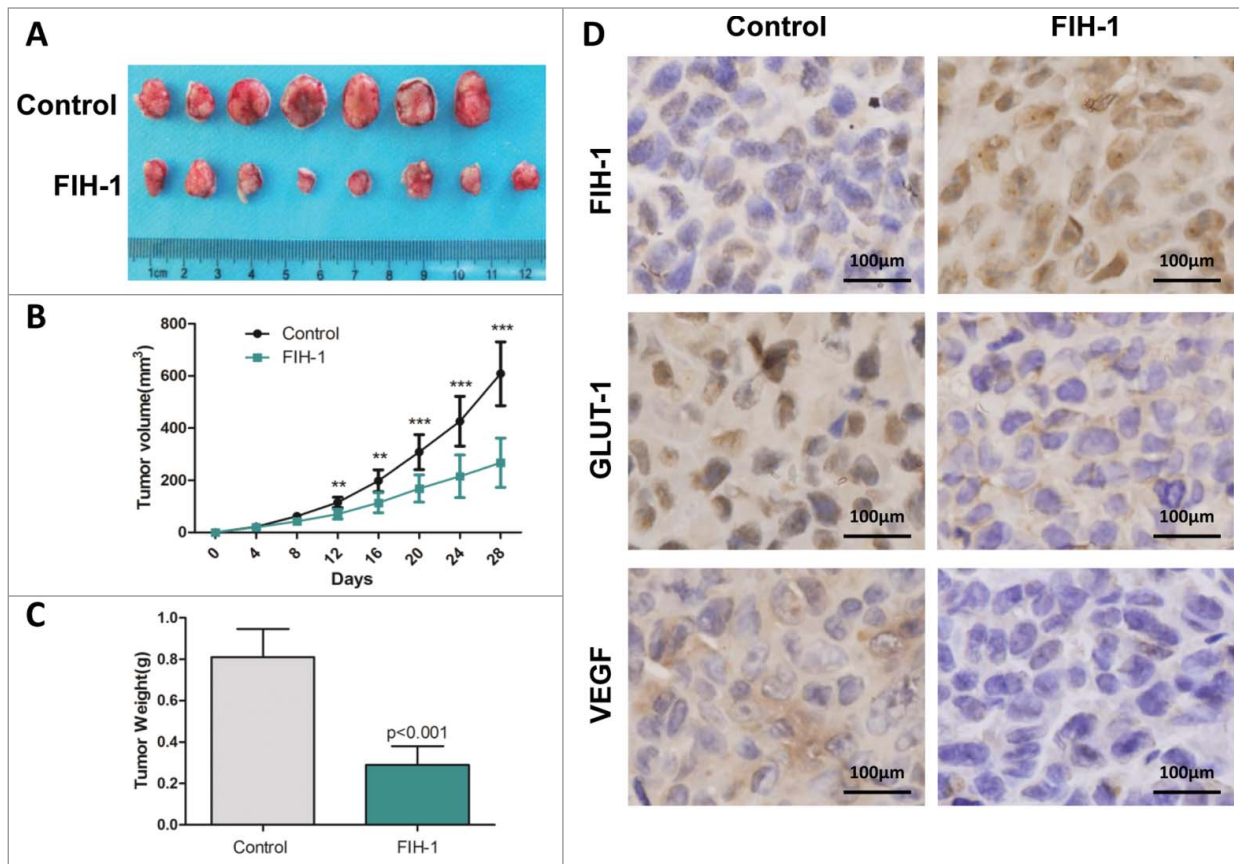 A
Control
FIH-1
1cm 2 3 4 5 6 7 8 9 10 11 12
B
Tumor volume(mm³)
800
600
400
200
0
Control
FIH-1
** ** *** *** ***
0 4 8 12 16 20 24 28
Days
C
Tumor Weight(g)
1.0
0.8
0.6
0.4
0.2
0.0
p<0.001
Control FIH-1
D
Control FIH-1
FIH-1
100μm 100μm
GLUT-1
100μm 100μm
VEGF
100μm 100μm